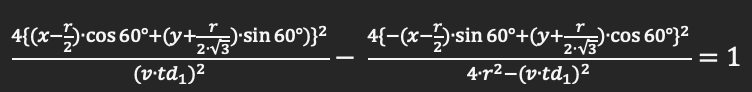 4{(x−r/2)·cos 60°+(y+r/(2·√3))·sin 60°)}²/(v·td₁)² − 4{−(x−r/2)·sin 60°+(y+r/(2·√3))·cos 60°}²/(4·r²−(v·td₁)²) = 1